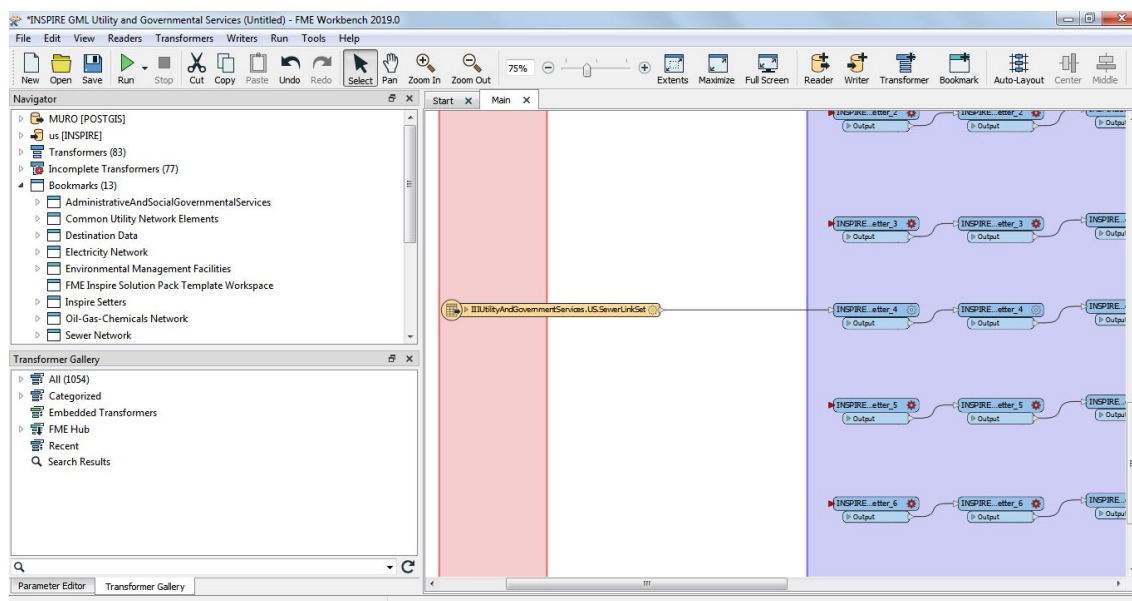 *INSPIRE GML Utility and Governmental Services (Untitled) - FME Workbench 2019.0
File Edit View Readers Transformers Writers Run Tools Help
New Open Save Run Stop Cut Copy Paste Undo Redo Select Pan Zoom In Zoom Out 75% Extents Maximize Full Screen Reader Writer Transformer Bookmark Auto-Layout Center Middle
Navigator
MURO [POSTGIS]
us [INSPIRE]
Transformers (83)
Incomplete Transformers (77)
Bookmarks (13)
AdministrativeAndSocialGovernmentalServices
Common Utility Network Elements
Destination Data
Electricity Network
Environmental Management Facilities
FME Inspire Solution Pack Template Workspace
Inspire Setters
Oil-Gas-Chemicals Network
Sewer Network
Transformer Gallery
All (1054)
Categorized
Embedded Transformers
FME Hub
Recent
Search Results
Parameter Editor Transformer Gallery
Start Main
INSPIRE...etter_2 INSPIRE...etter_2
Output Output Outpu
INSPIRE...etter_3 INSPIRE...etter_3 INSPIRE...
Output Output Outpu
IIIUtilityAndGovernmentServices.US.SewerLinkSet INSPIRE...etter_4 INSPIRE...etter_4 INSPIRE...
Output Output Outpu
INSPIRE...etter_5 INSPIRE...etter_5 INSPIRE...
Output Output Outpu
INSPIRE...etter_6 INSPIRE...etter_6 INSPIRE...
Output Output Outpu